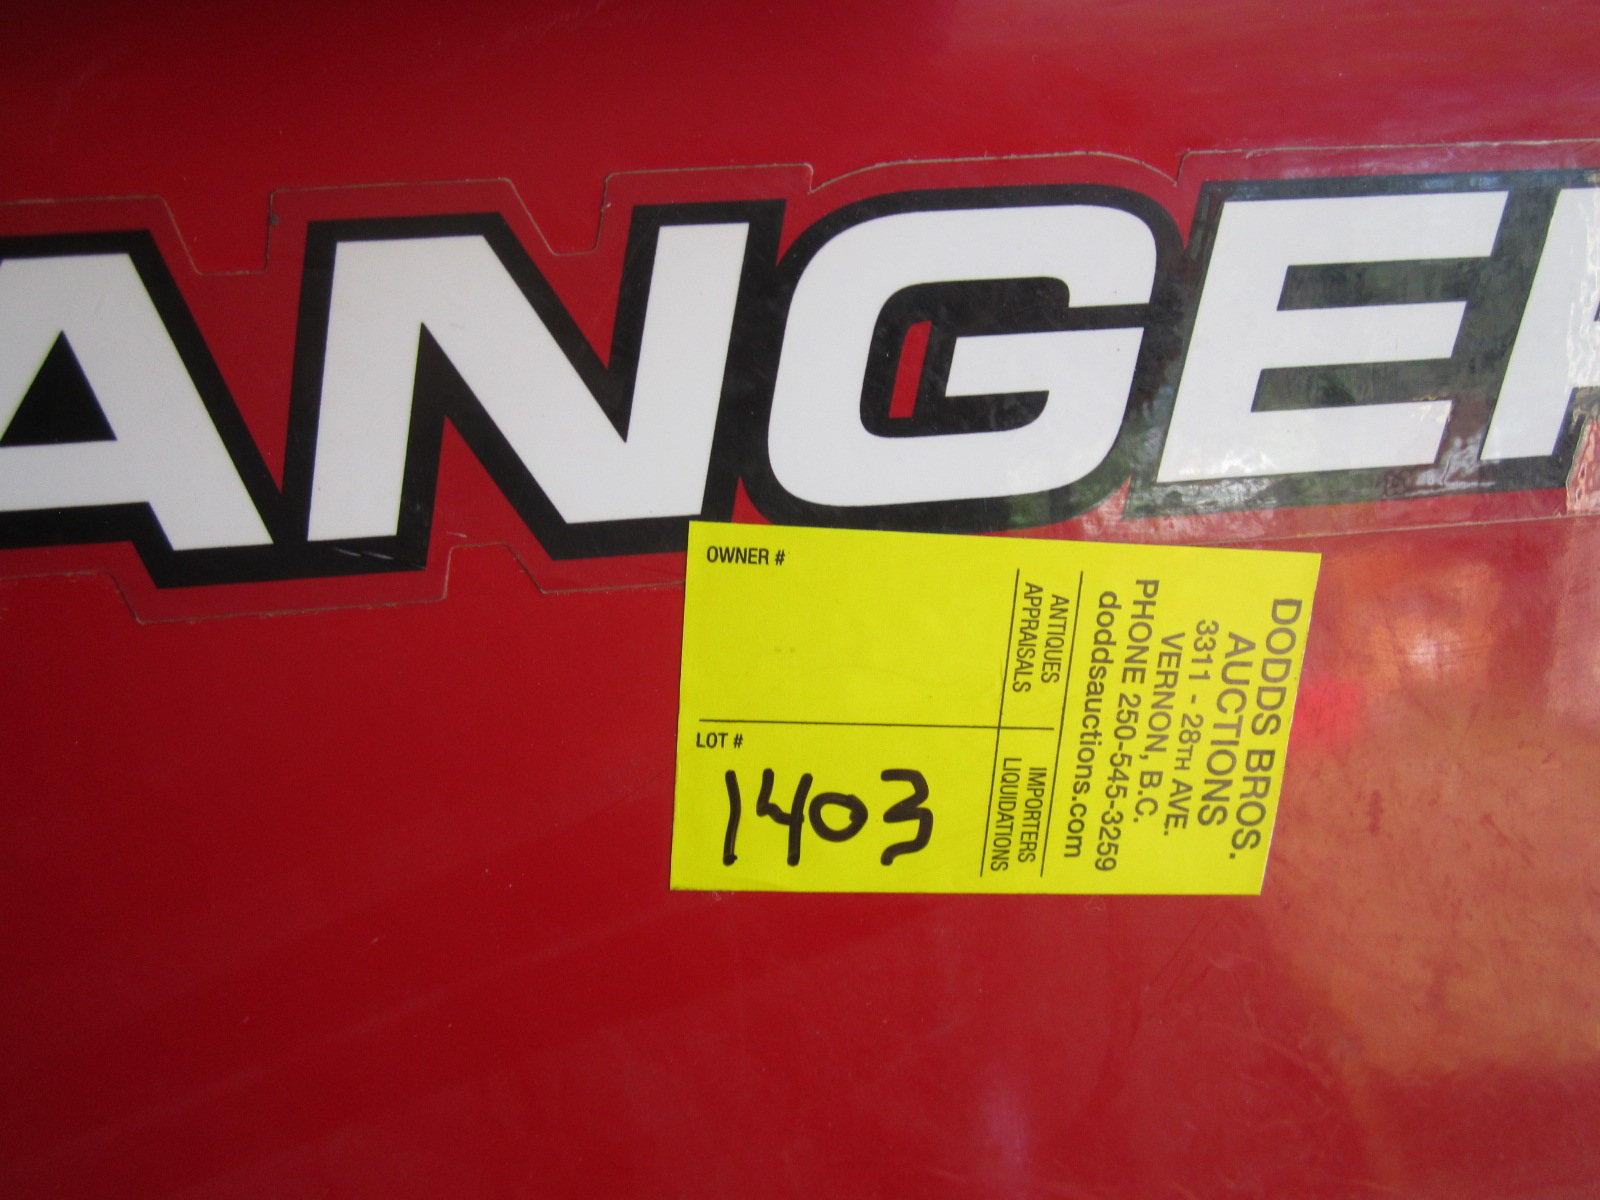 ANGER
DODDS BROS.
AUCTIONS
3311 - 28TH AVE.
VERNON, B.C.
PHONE 250-545-3259
doddsauctions.com
ANTIQUES
APPRAISALS
IMPORTERS
LIQUIDATIONS
OWNER #
LOT #
1403